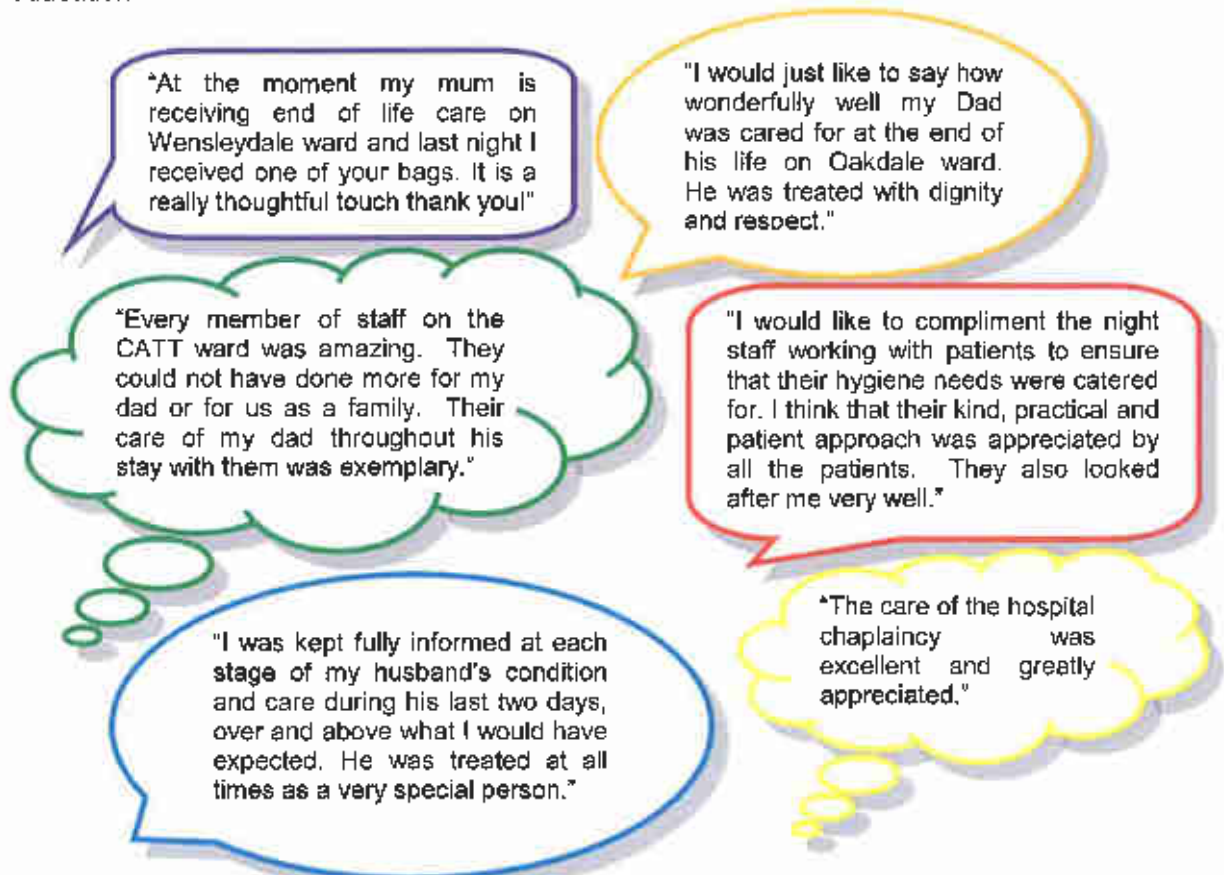 "At the moment my mum is
receiving end of life care on
Wensleydale ward and last night I
received one of your bags. It is a
really thoughtful touch thank you!"
"I would just like to say how
wonderfully well my Dad
was cared for at the end of
his life on Oakdale ward.
He was treated with dignity
and respect."
"Every member of staff on the
CATT ward was amazing. They
could not have done more for my
dad or for us as a family. Their
care of my dad throughout his
stay with them was exemplary."
"I would like to compliment the night
staff working with patients to ensure
that their hygiene needs were catered
for. I think that their kind, practical and
patient approach was appreciated by
all the patients. They also looked
after me very well."
"I was kept fully informed at each
stage of my husband's condition
and care during his last two days,
over and above what I would have
expected. He was treated at all
times as a very special person."
"The care of the hospital
chaplaincy was
excellent and greatly
appreciated."